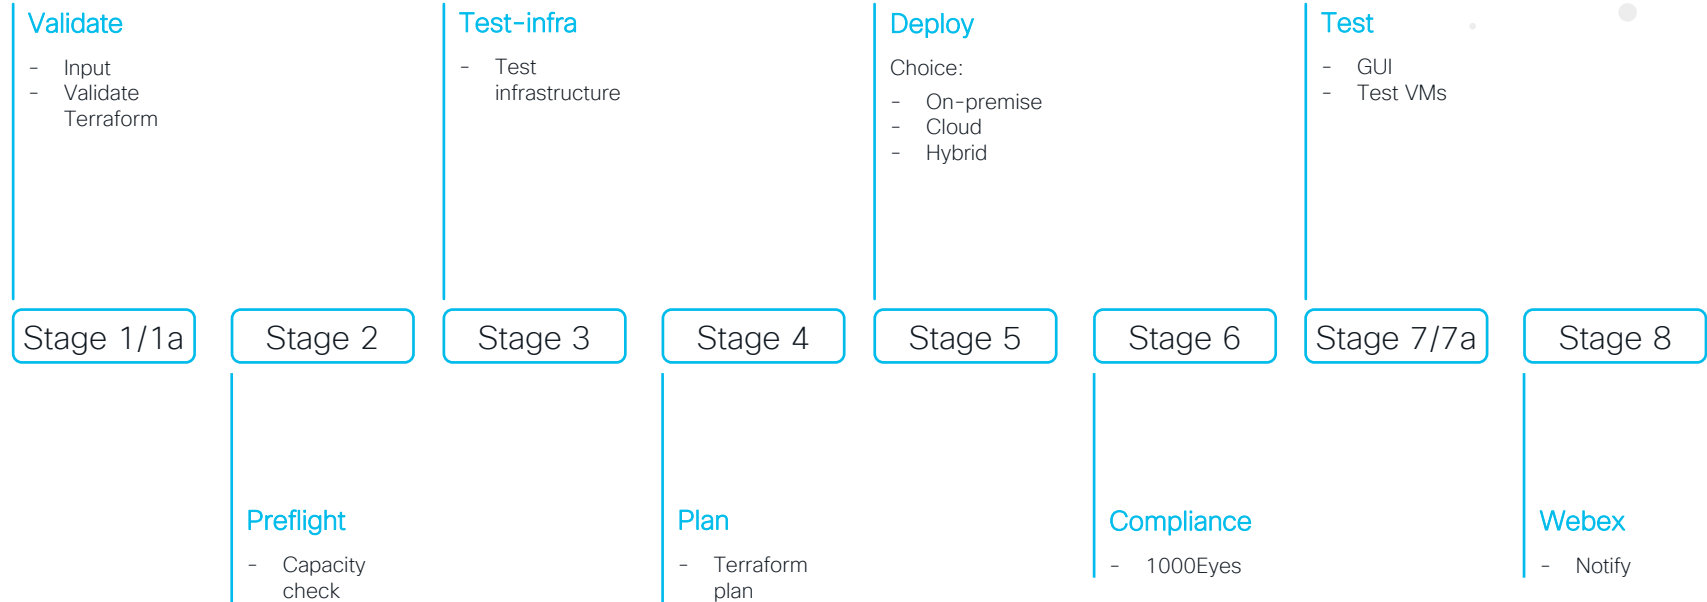 Validate
- Input
- Validate
Terraform
Test-infra
- Test
infrastructure
Deploy
Choice:
- On-premise
- Cloud
- Hybrid
Test
- GUI
- Test VMs
Stage 1/1a
Stage 2
Stage 3
Stage 4
Stage 5
Stage 6
Stage 7/7a
Stage 8
Preflight
- Capacity
check
Plan
- Terraform
plan
Compliance
- 1000Eyes
Webex
- Notify